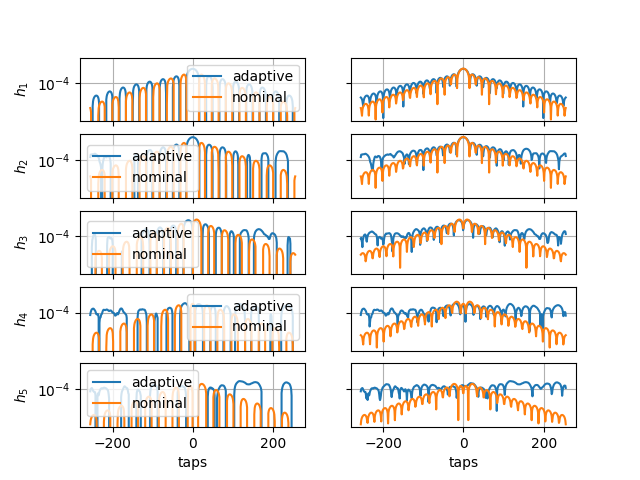 h1
10−4
adaptive
nominal
h2
10−4
adaptive
nominal
h3
10−4
adaptive
nominal
h4
10−4
adaptive
nominal
h5
10−4
adaptive
nominal
−200 0 200
taps
−200 0 200
taps